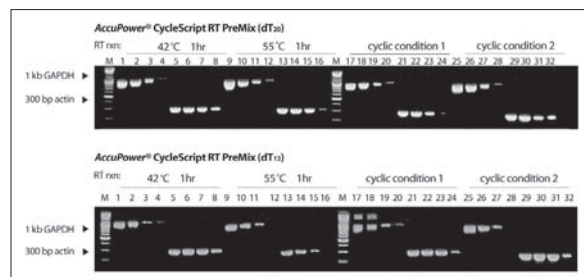 AccuPower® CycleScript RT PreMix (dT20)
RT rxn: 42℃ 1hr 55℃ 1hr cyclic condition 1 cyclic condition 2
M 1 2 3 4 5 6 7 8 9 10 11 12 13 14 15 16 M 17 18 19 20 21 22 23 24 25 26 27 28 29 30 31 32
1 kb GAPDH
300 bp actin
AccuPower® CycleScript RT PreMix (dT12)
RT rxn: 42℃ 1hr 55℃ 1hr cyclic condition 1 cyclic condition 2
M 1 2 3 4 5 6 7 8 9 10 11 12 13 14 15 16 M 17 18 19 20 21 22 23 24 25 26 27 28 29 30 31 32
1 kb GAPDH
300 bp actin